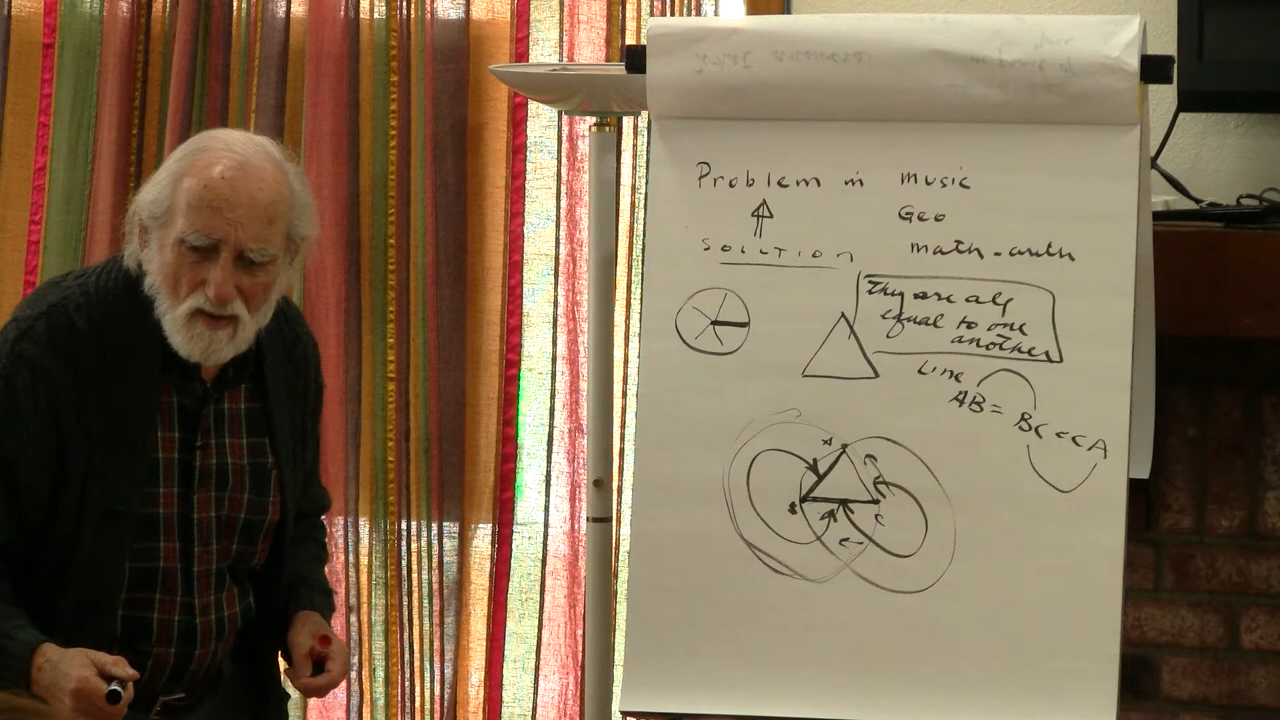 Problem in music
Geo
SOLUTION math-arith
They are all
equal to one
another
Line
AB = BC = CA
A
B
C